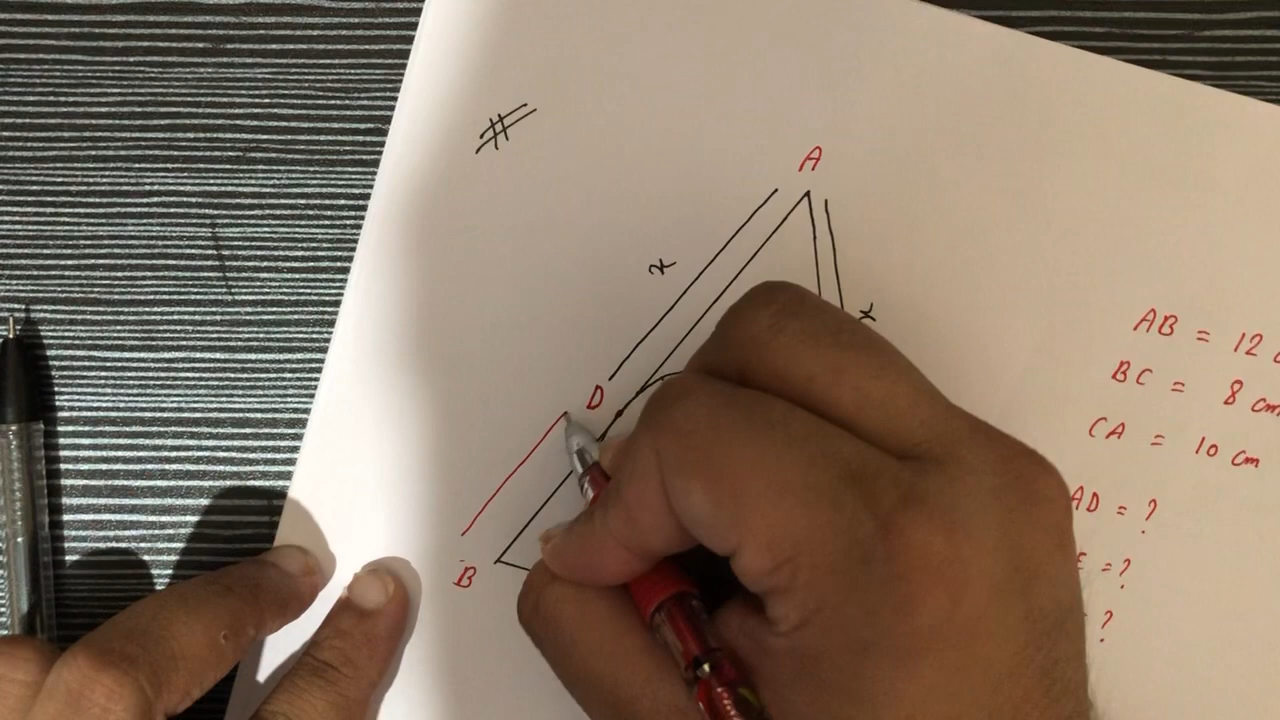 #
A
x
x
D
B
AB = 12
BC = 8 cm
CA = 10 cm
AD = ?
E = ?
?